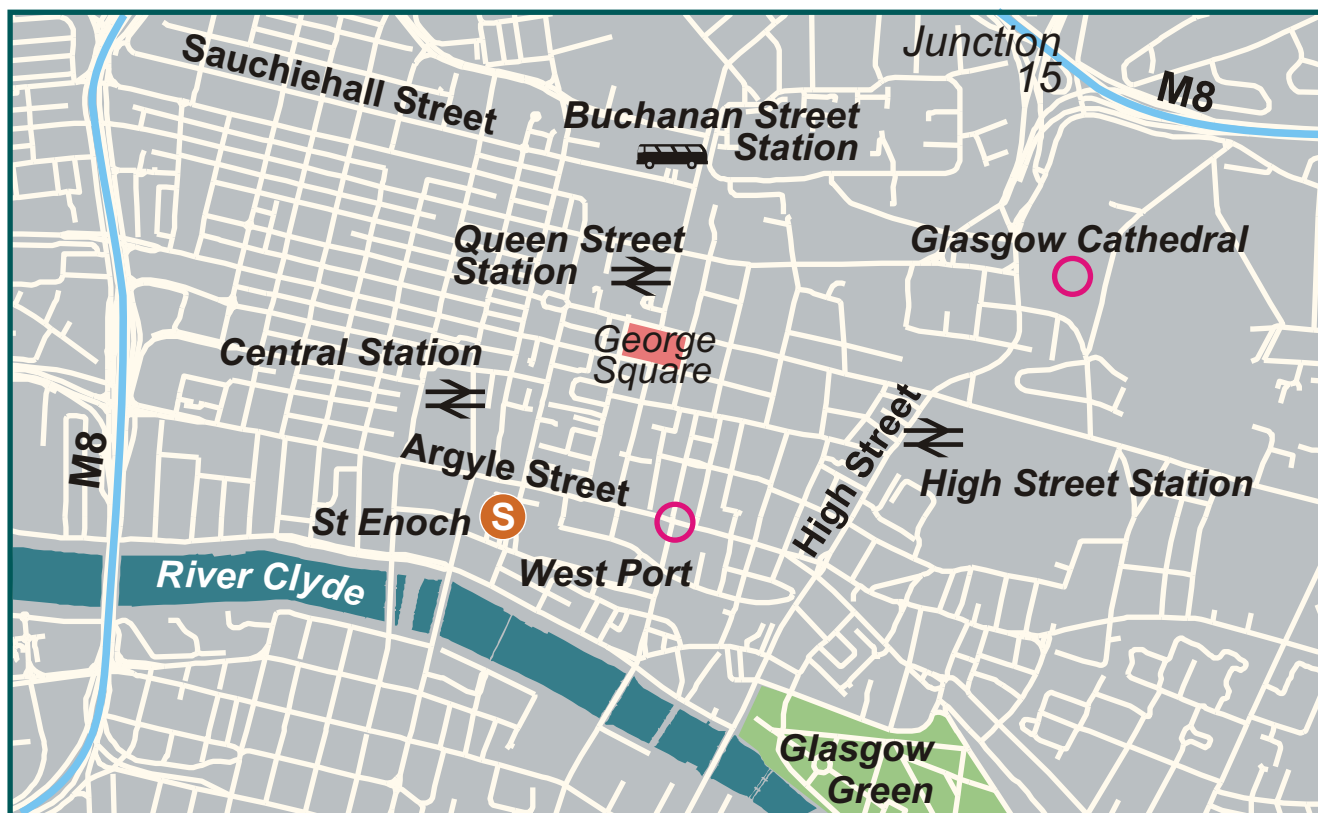 Junction
15
M8
Sauchiehall Street
Buchanan Street
Station
Queen Street
Station
Glasgow Cathedral
George
Square
Central Station
High Street
M8
Argyle Street
High Street Station
St Enoch
S
West Port
River Clyde
Glasgow
Green